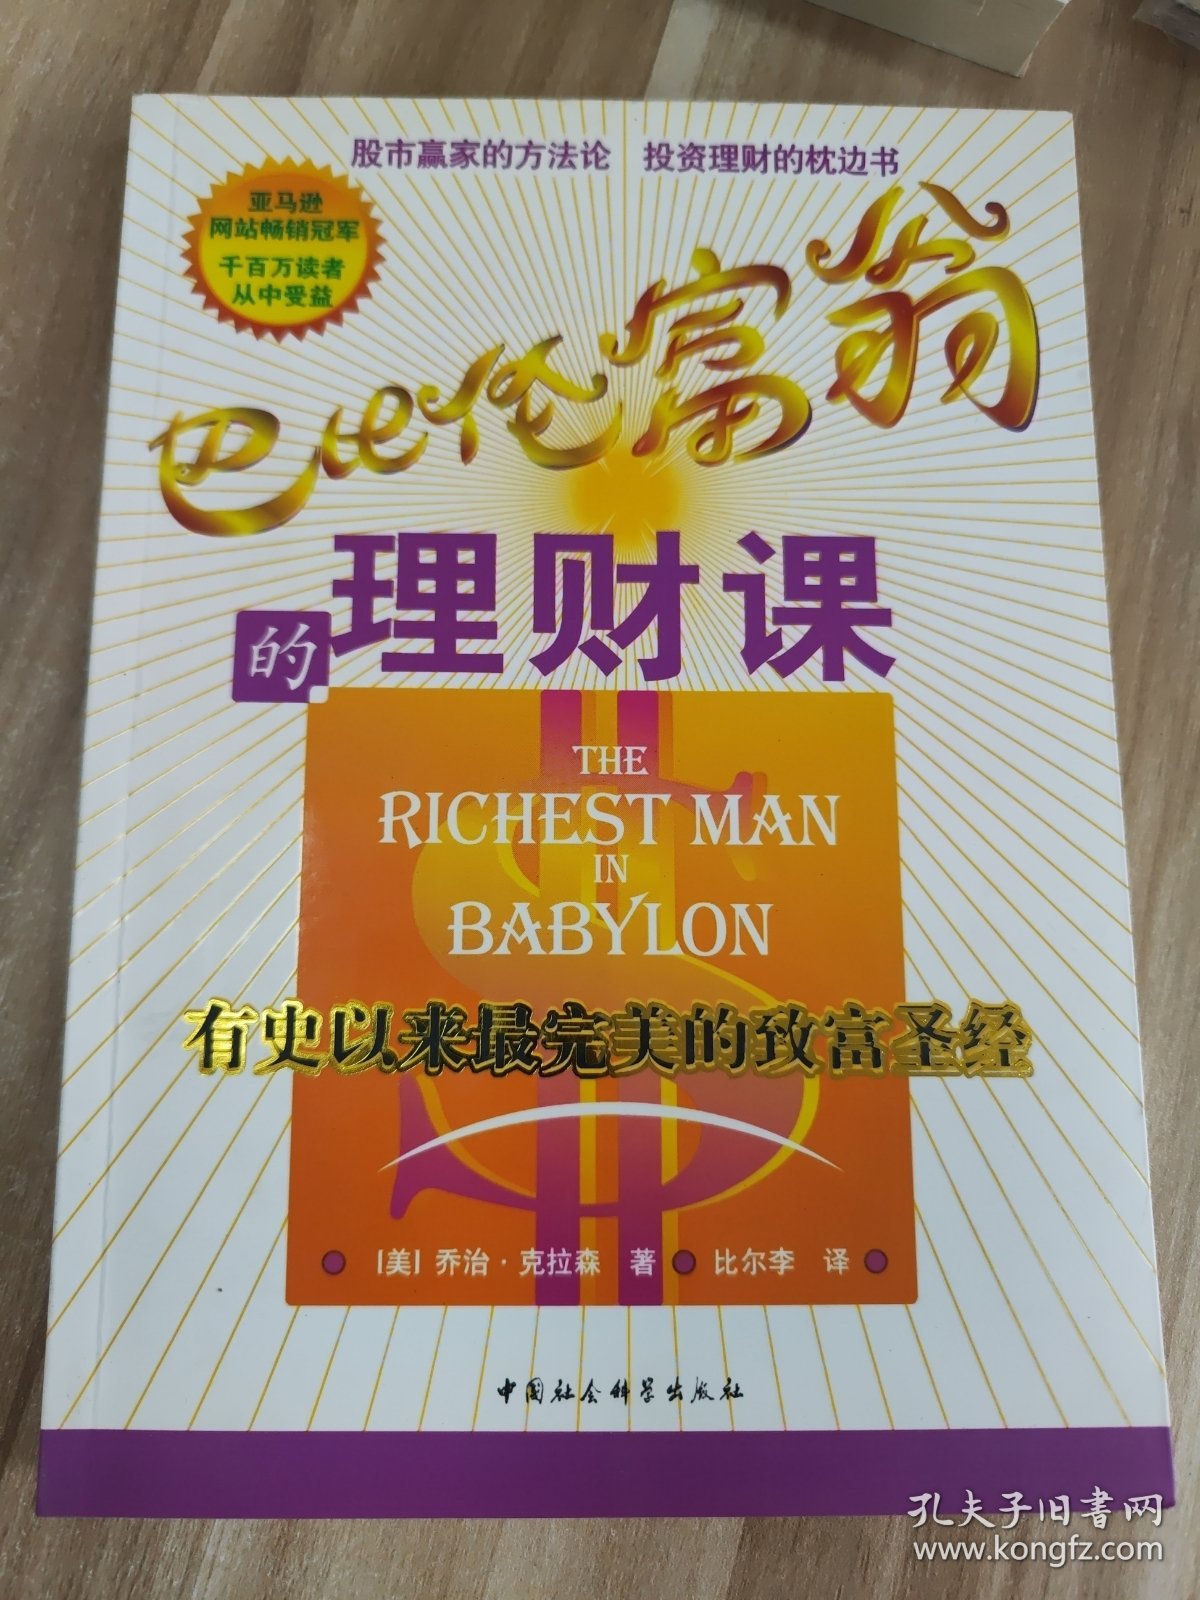 股市赢家的方法论 投资理财的枕边书
亚马逊
网站畅销冠军
千百万读者
从中受益
巴比伦富翁
的理财课
THE
RICHEST MAN
IN
BABYLON
有史以来最完美的致富圣经
[美] 乔治·克拉森 著 比尔李 译
中国社会科学出版社
孔夫子旧书网
www.kongfz.com